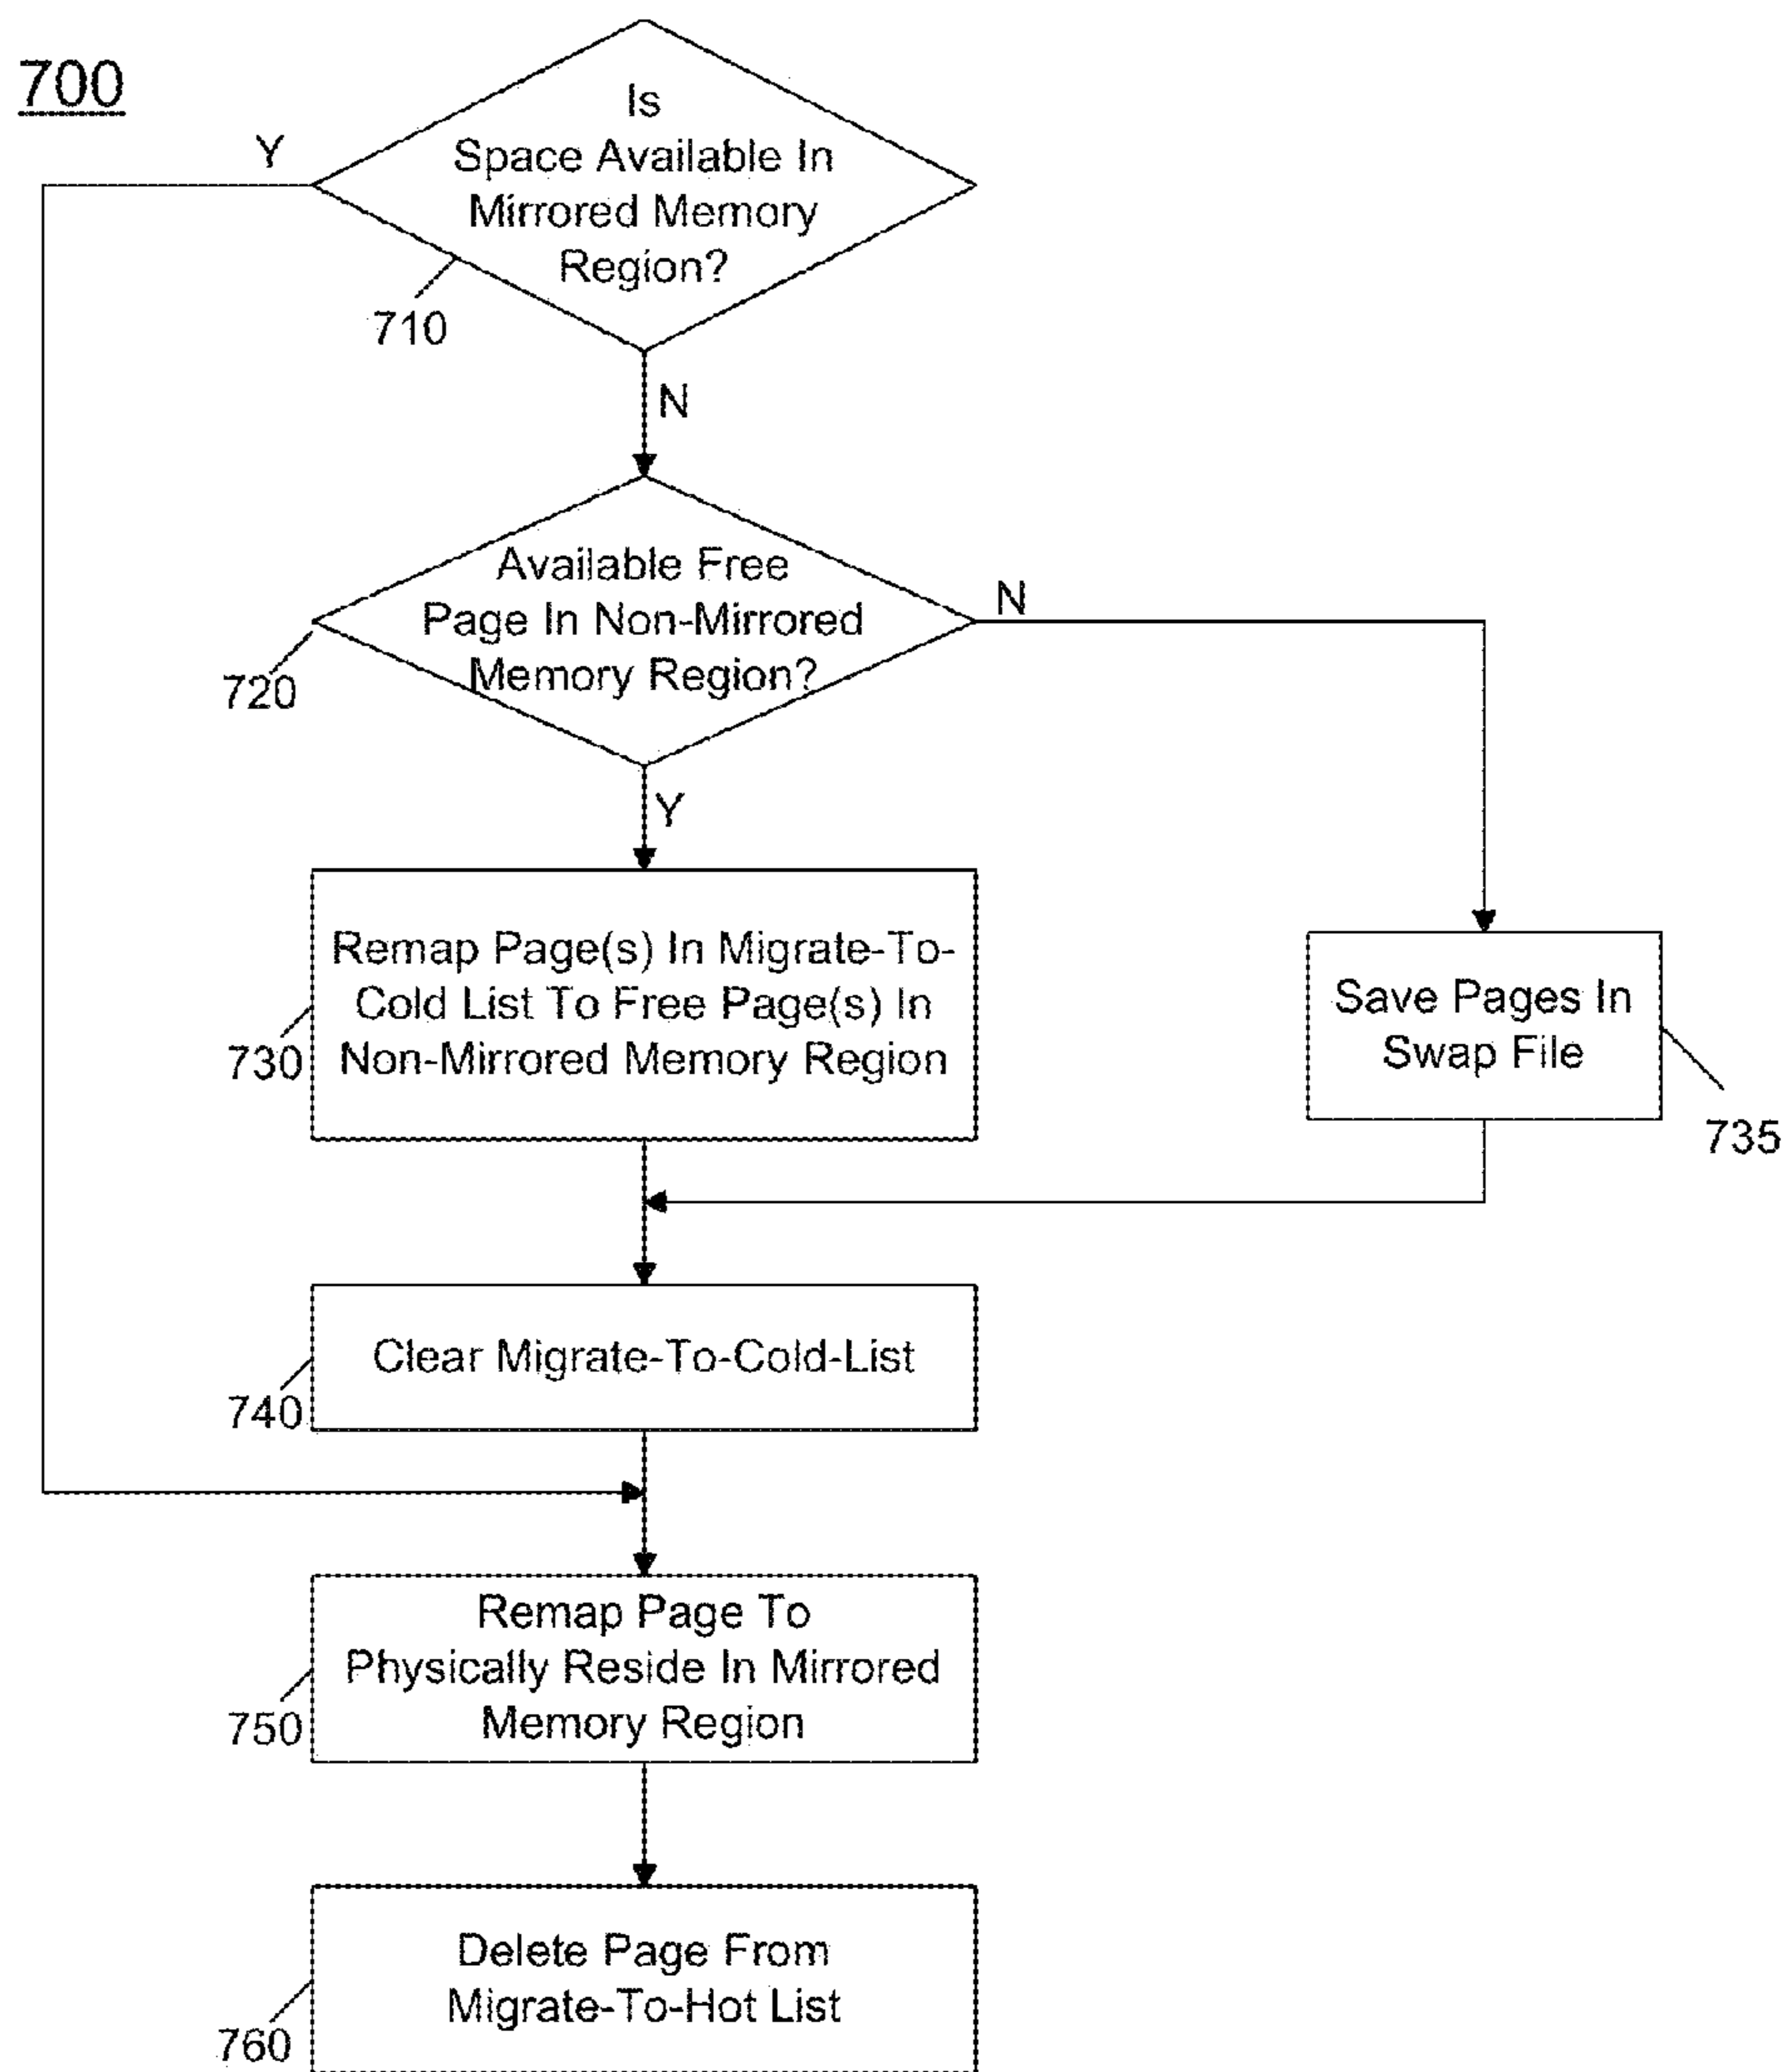 700
Is
Space Available In
Mirrored Memory
Region?
Y
710
N
Available Free
Page In Non-Mirrored
Memory Region?
N
720
Y
Remap Page(s) In Migrate-To-
Cold List To Free Page(s) In
Non-Mirrored Memory Region
730
Save Pages In
Swap File
735
Clear Migrate-To-Cold-List
740
Remap Page To
Physically Reside In Mirrored
Memory Region
750
Delete Page From
Migrate-To-Hot List
760